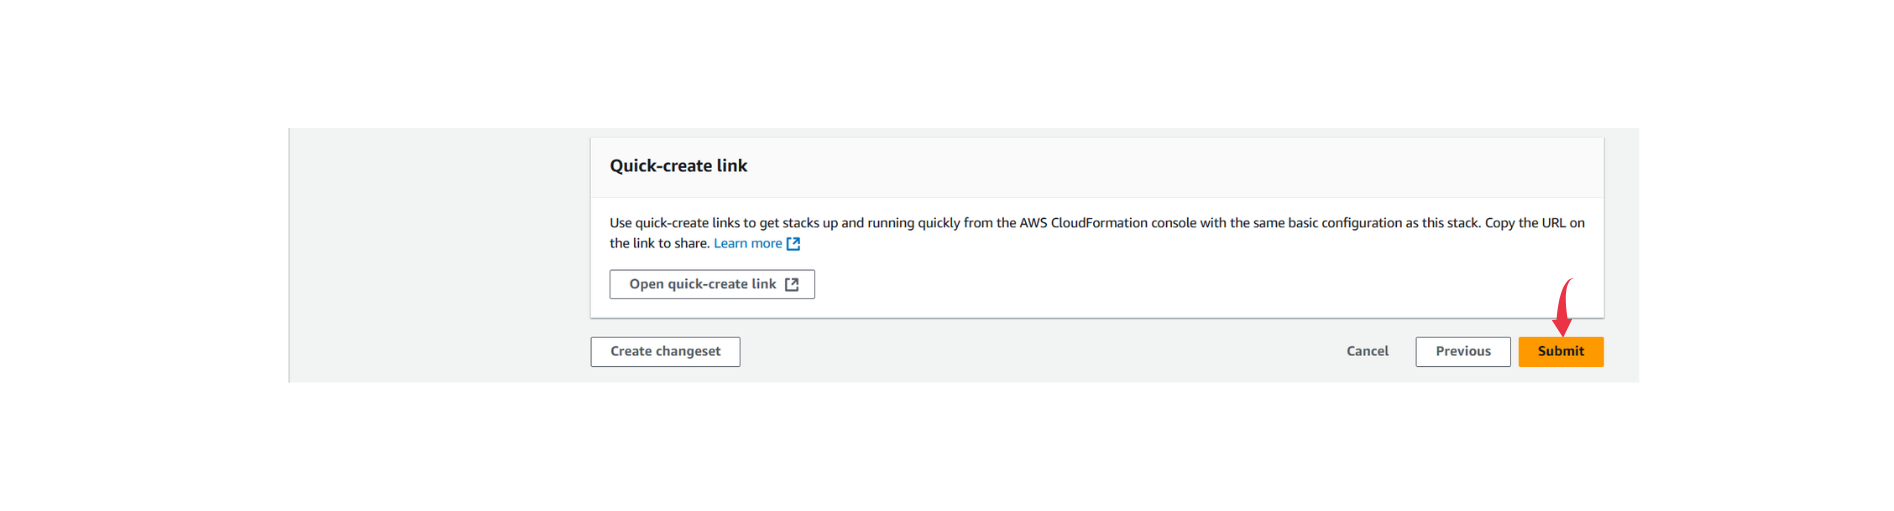 Quick-create link
Use quick-create links to get stacks up and running quickly from the AWS CloudFormation console with the same basic configuration as this stack. Copy the URL on
the link to share. Learn more
Open quick-create link
Create changeset
Cancel
Previous
Submit